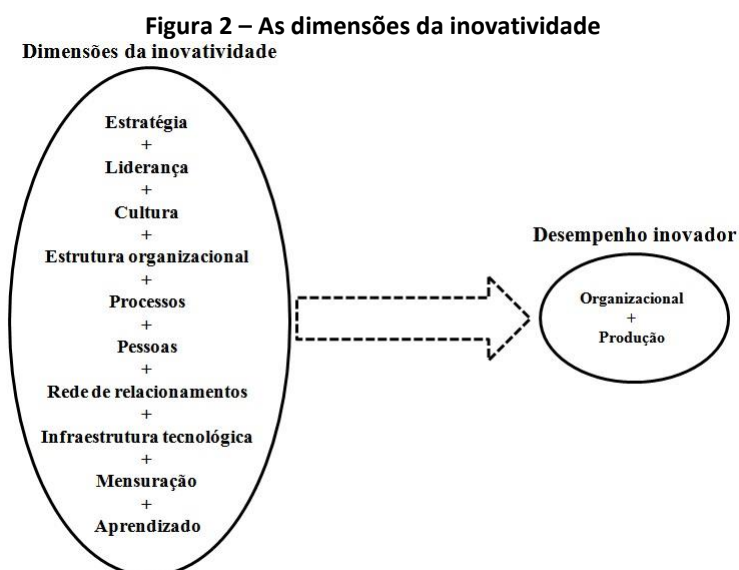 Figura 2 – As dimensões da inovatividade
Dimensões da inovatividade
Estratégia
+
Liderança
+
Cultura
+
Estrutura organizacional
+
Processos
+
Pessoas
+
Rede de relacionamentos
+
Infraestrutura tecnológica
+
Mensuração
+
Aprendizado
Desempenho inovador
Organizacional
+
Produção